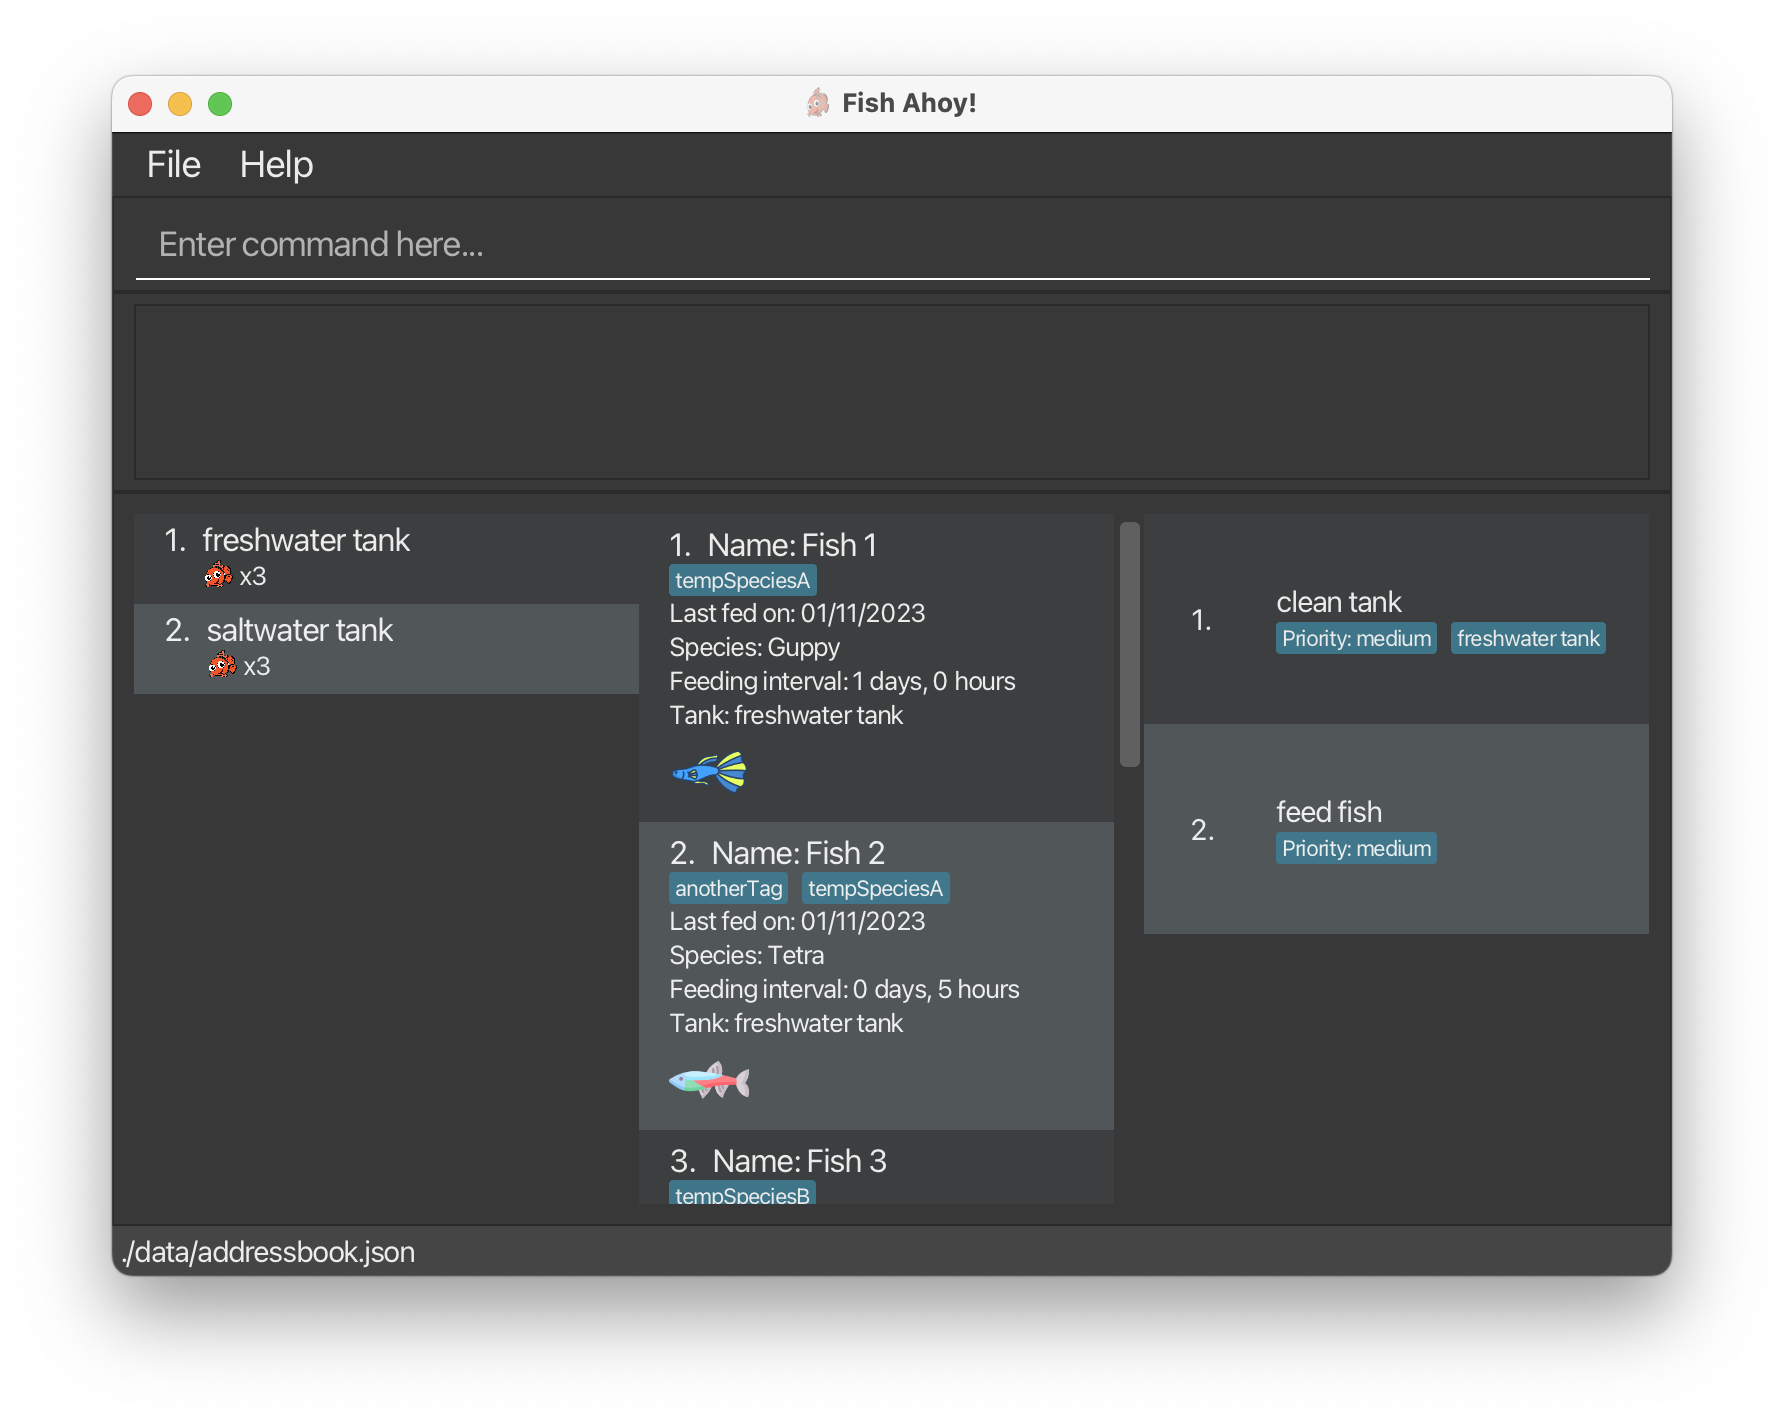 Fish Ahoy!
File Help
Enter command here...
1. freshwater tank
x3
2. saltwater tank
x3
1. Name: Fish 1
tempSpeciesA
Last fed on: 01/11/2023
Species: Guppy
Feeding interval: 1 days, 0 hours
Tank: freshwater tank
2. Name: Fish 2
anotherTag tempSpeciesA
Last fed on: 01/11/2023
Species: Tetra
Feeding interval: 0 days, 5 hours
Tank: freshwater tank
3. Name: Fish 3
tempSpeciesB
1. clean tank
Priority: medium freshwater tank
2. feed fish
Priority: medium
./data/addressbook.json